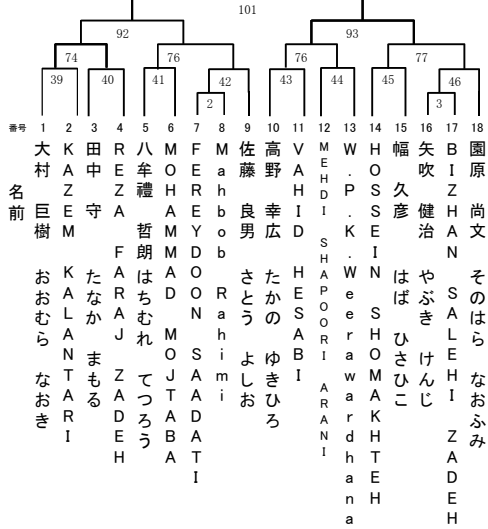 101
92
93
74
76
76
77
39
40
41
42
43
44
45
46
2
3
番号 1 2 3 4 5 6 7 8 9 10 11 12 13 14 15 16 17 18
名前
大村 巨樹 おおむら なおき
KAZEM KALANTARI
田中 守 たなか まもる
REZA FARAJ ZADEH
八牟禮 哲朗 はちむれ てつろう
MOHAMMAD MOJTABA
FEREYDOON SAADATI
Mahbob Rahimi
佐藤 良男 さとう よしお
高野 幸広 たかの ゆきひろ
VAHID HESABI
MEHDI SHAPOORI ARANI
W.P.K.Weerawardhana
HOSSEIN SHOMAKHTEH
幅 久彦 はば ひさひこ
矢吹 健治 やぶき けんじ
BIZHAN SALEHI ZADEH
園原 尚文 そのはら なおふみ